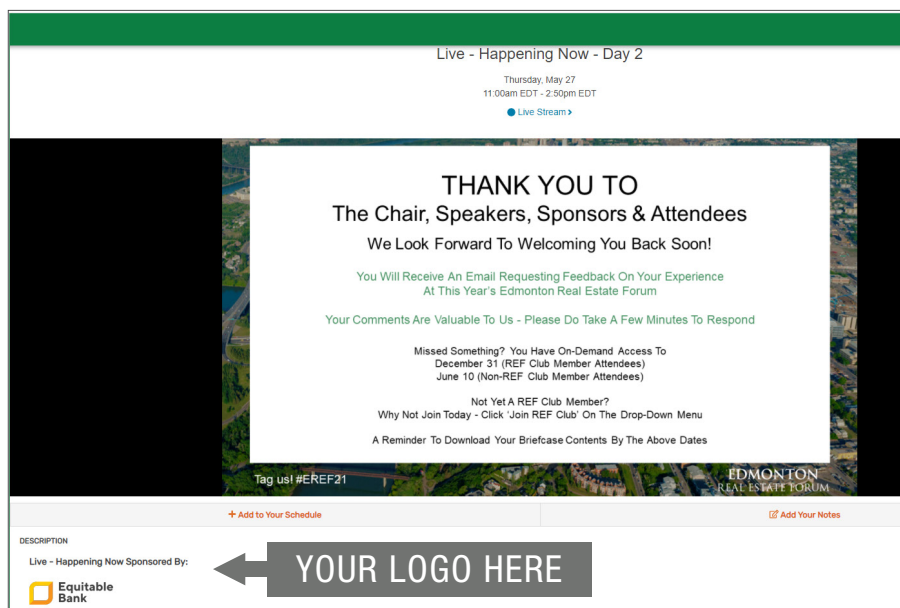 Live - Happening Now - Day 2
Thursday, May 27
11:00am EDT - 2:50pm EDT
Live Stream >
THANK YOU TO
The Chair, Speakers, Sponsors & Attendees
We Look Forward To Welcoming You Back Soon!
You Will Receive An Email Requesting Feedback On Your Experience
At This Year's Edmonton Real Estate Forum
Your Comments Are Valuable To Us - Please Do Take A Few Minutes To Respond
Missed Something? You Have On-Demand Access To
December 31 (REF Club Member Attendees)
June 10 (Non-REF Club Member Attendees)
Not Yet A REF Club Member?
Why Not Join Today - Click 'Join REF Club' On The Drop-Down Menu
A Reminder To Download Your Briefcase Contents By The Above Dates
Tag us! #EREF21
EDMONTON
REAL ESTATE FORUM
+ Add to Your Schedule
Add Your Notes
DESCRIPTION
Live - Happening Now Sponsored By:
YOUR LOGO HERE
Equitable
Bank